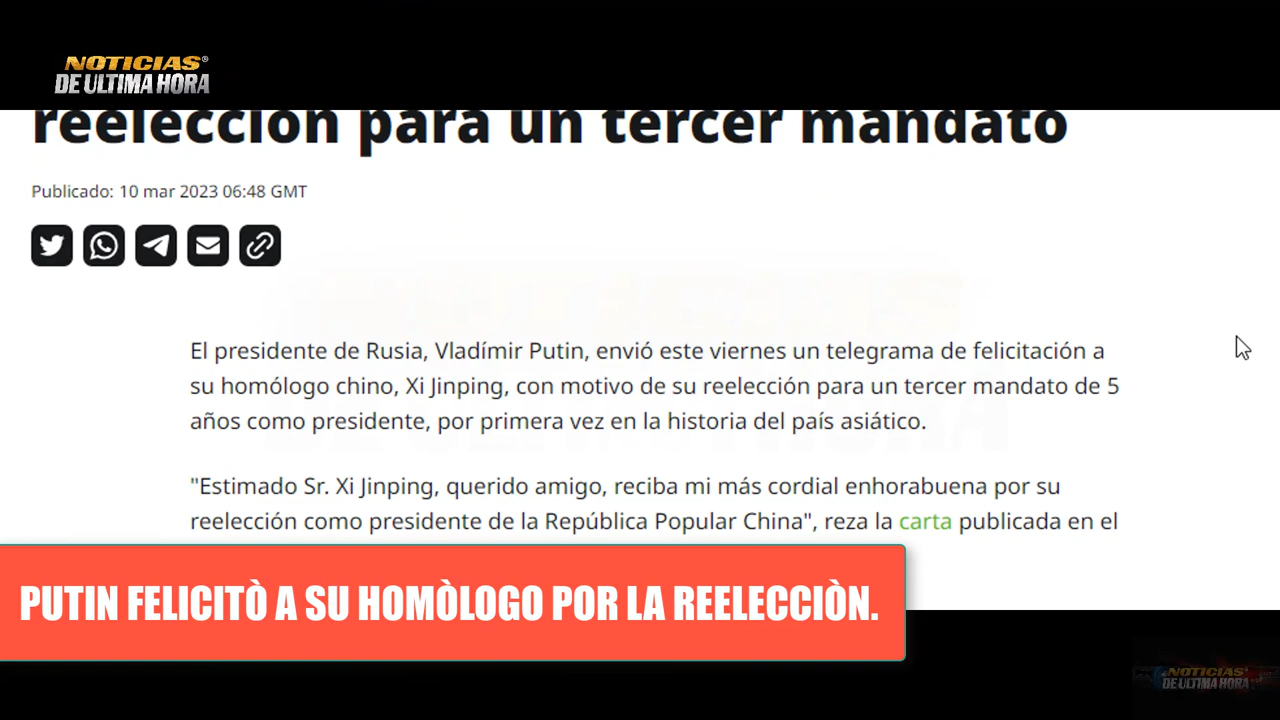 NOTICIAS®
DE ULTIMA HORA
reelección para un tercer mandato
Publicado: 10 mar 2023 06:48 GMT
El presidente de Rusia, Vladímir Putin, envió este viernes un telegrama de felicitación a
su homólogo chino, Xi Jinping, con motivo de su reelección para un tercer mandato de 5
años como presidente, por primera vez en la historia del país asiático.
"Estimado Sr. Xi Jinping, querido amigo, reciba mi más cordial enhorabuena por su
reelección como presidente de la República Popular China", reza la carta publicada en el
PUTIN FELICITÒ A SU HOMÒLOGO POR LA REELECCIÒN.
NOTICIAS
DE ULTIMA HORA